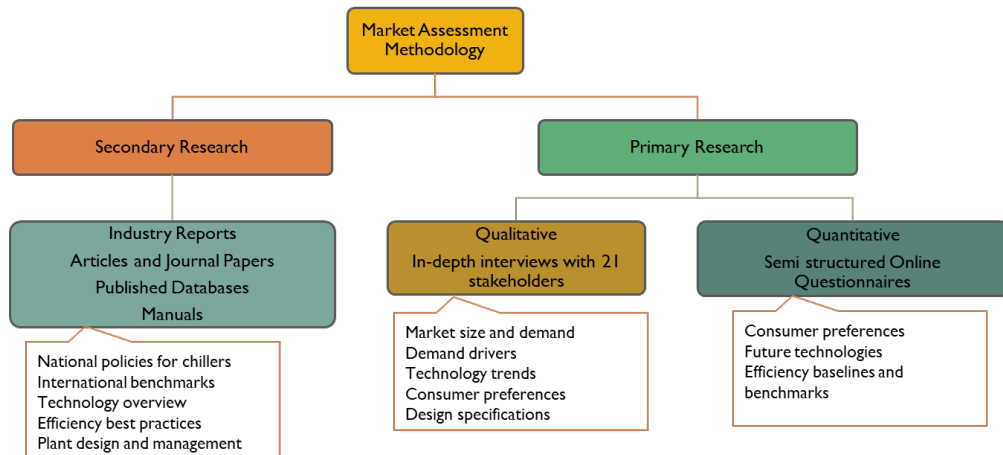 Market Assessment
Methodology
Secondary Research
Primary Research
Industry Reports
Articles and Journal Papers
Published Databases
Manuals
Qualitative
In-depth interviews with 21
stakeholders
Quantitative
Semi structured Online
Questionnaires
National policies for chillers
International benchmarks
Technology overview
Efficiency best practices
Plant design and management
Market size and demand
Demand drivers
Technology trends
Consumer preferences
Design specifications
Consumer preferences
Future technologies
Efficiency baselines and
benchmarks